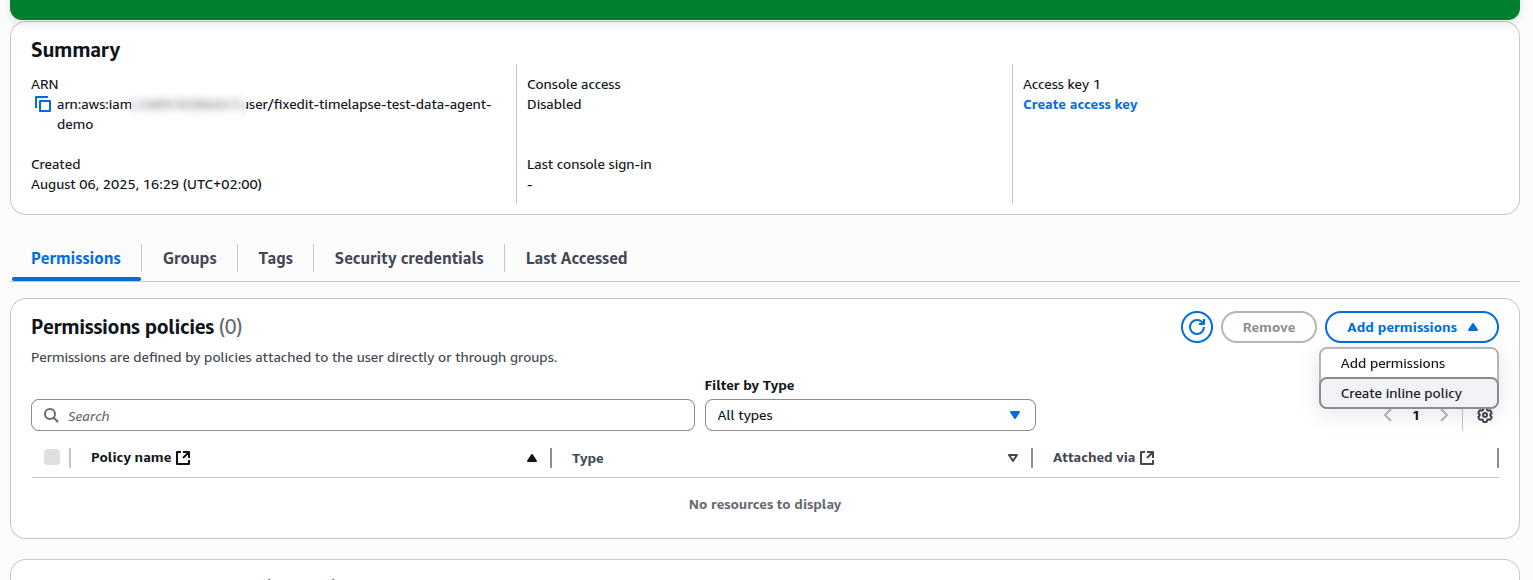 Summary
ARN
arn:aws:iam
user/fixedit-timelapse-test-data-agent-
demo
Created
August 06, 2025, 16:29 (UTC+02:00)
Console access
Disabled
Last console sign-in
-
Access key 1
Create access key
Permissions
Groups
Tags
Security credentials
Last Accessed
Permissions policies (0)
Permissions are defined by policies attached to the user directly or through groups.
Remove
Add permissions
Add permissions
Create inline policy
Filter by Type
Search
All types
1
Policy name
Type
Attached via
No resources to display